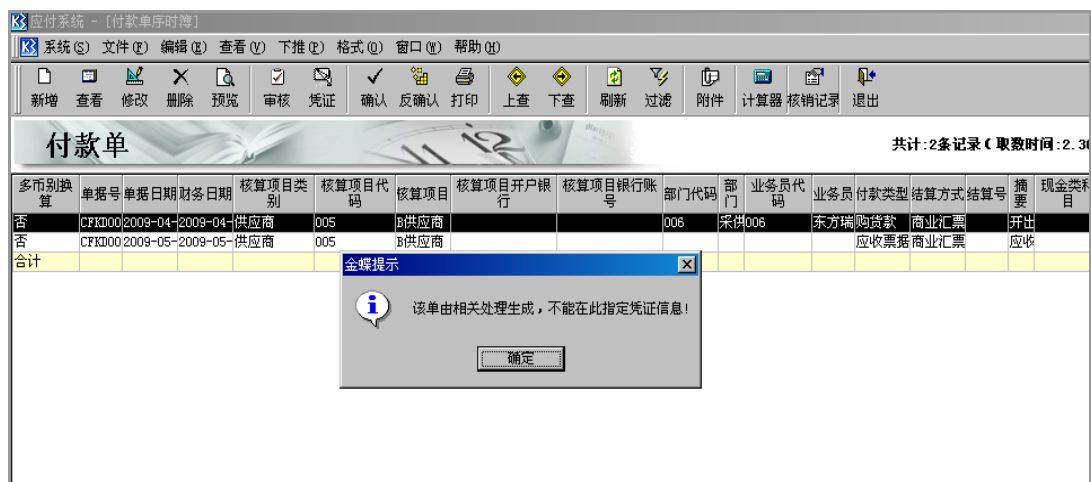 应付系统 - [付款单序时簿]
系统(S) 文件(F) 编辑(E) 查看(V) 下推(P) 格式(O) 窗口(W) 帮助(H)
新增 查看 修改 删除 预览 审核 凭证 确认 反确认 打印 上查 下查 刷新 过滤 附件 计算器 核销记录 退出
付款单
共计:2条记录(取数时间:2.30
多币别换算 单据号 单据日期 财务日期 核算项目类别 核算项目代码 核算项目 核算项目开户银行 核算项目银行账号 部门代码 部门 业务员代码 业务员 付款类型 结算方式 结算号 摘要 现金类科目
否 CFKD00 2009-04- 2009-04- 供应商 005 B供应商 006 采供 006 东方瑞 购货款 商业汇票 开出
否 CFKD00 2009-05- 2009-05- 供应商 005 B供应商 应收票据 商业汇票 应收
合计
金蝶提示
该单由相关处理生成，不能在此指定凭证信息!
确定